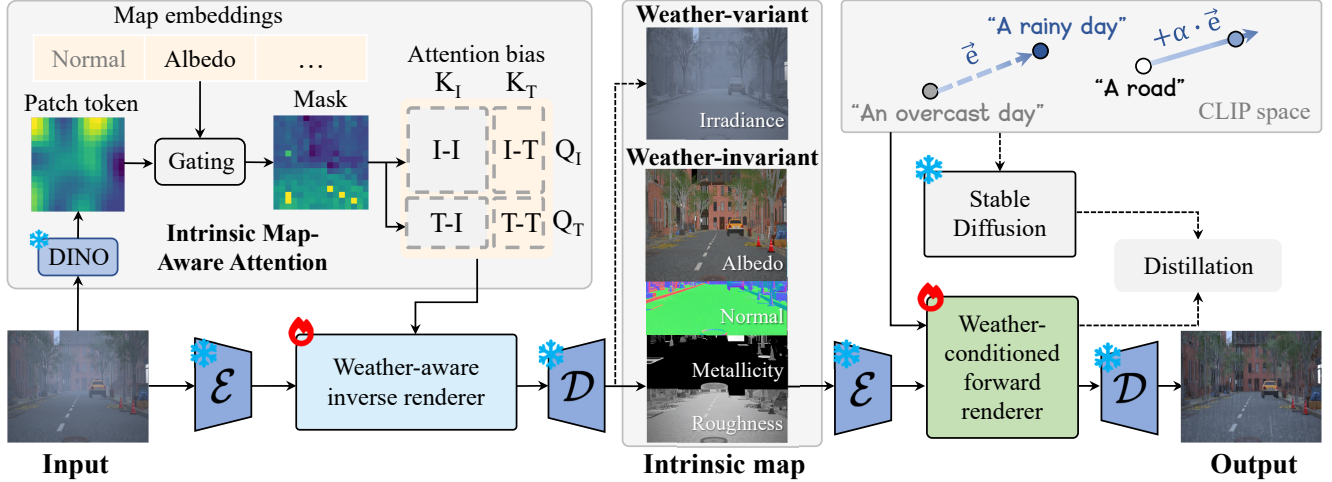 Map embeddings
Normal
Albedo
...
Patch token
Gating
Mask
DINO
Intrinsic Map-
Aware Attention
Attention bias
K_I
K_T
I-I
I-T
Q_I
T-I
T-T
Q_T
Input
ℰ
Weather-aware
inverse renderer
𝒟
Weather-variant
Irradiance
Weather-invariant
Albedo
Normal
Metallicity
Roughness
Intrinsic map
"A rainy day"
e⃗
"An overcast day"
+α · e⃗
"A road"
CLIP space
Stable
Diffusion
Distillation
ℰ
Weather-
conditioned
forward
renderer
𝒟
Output